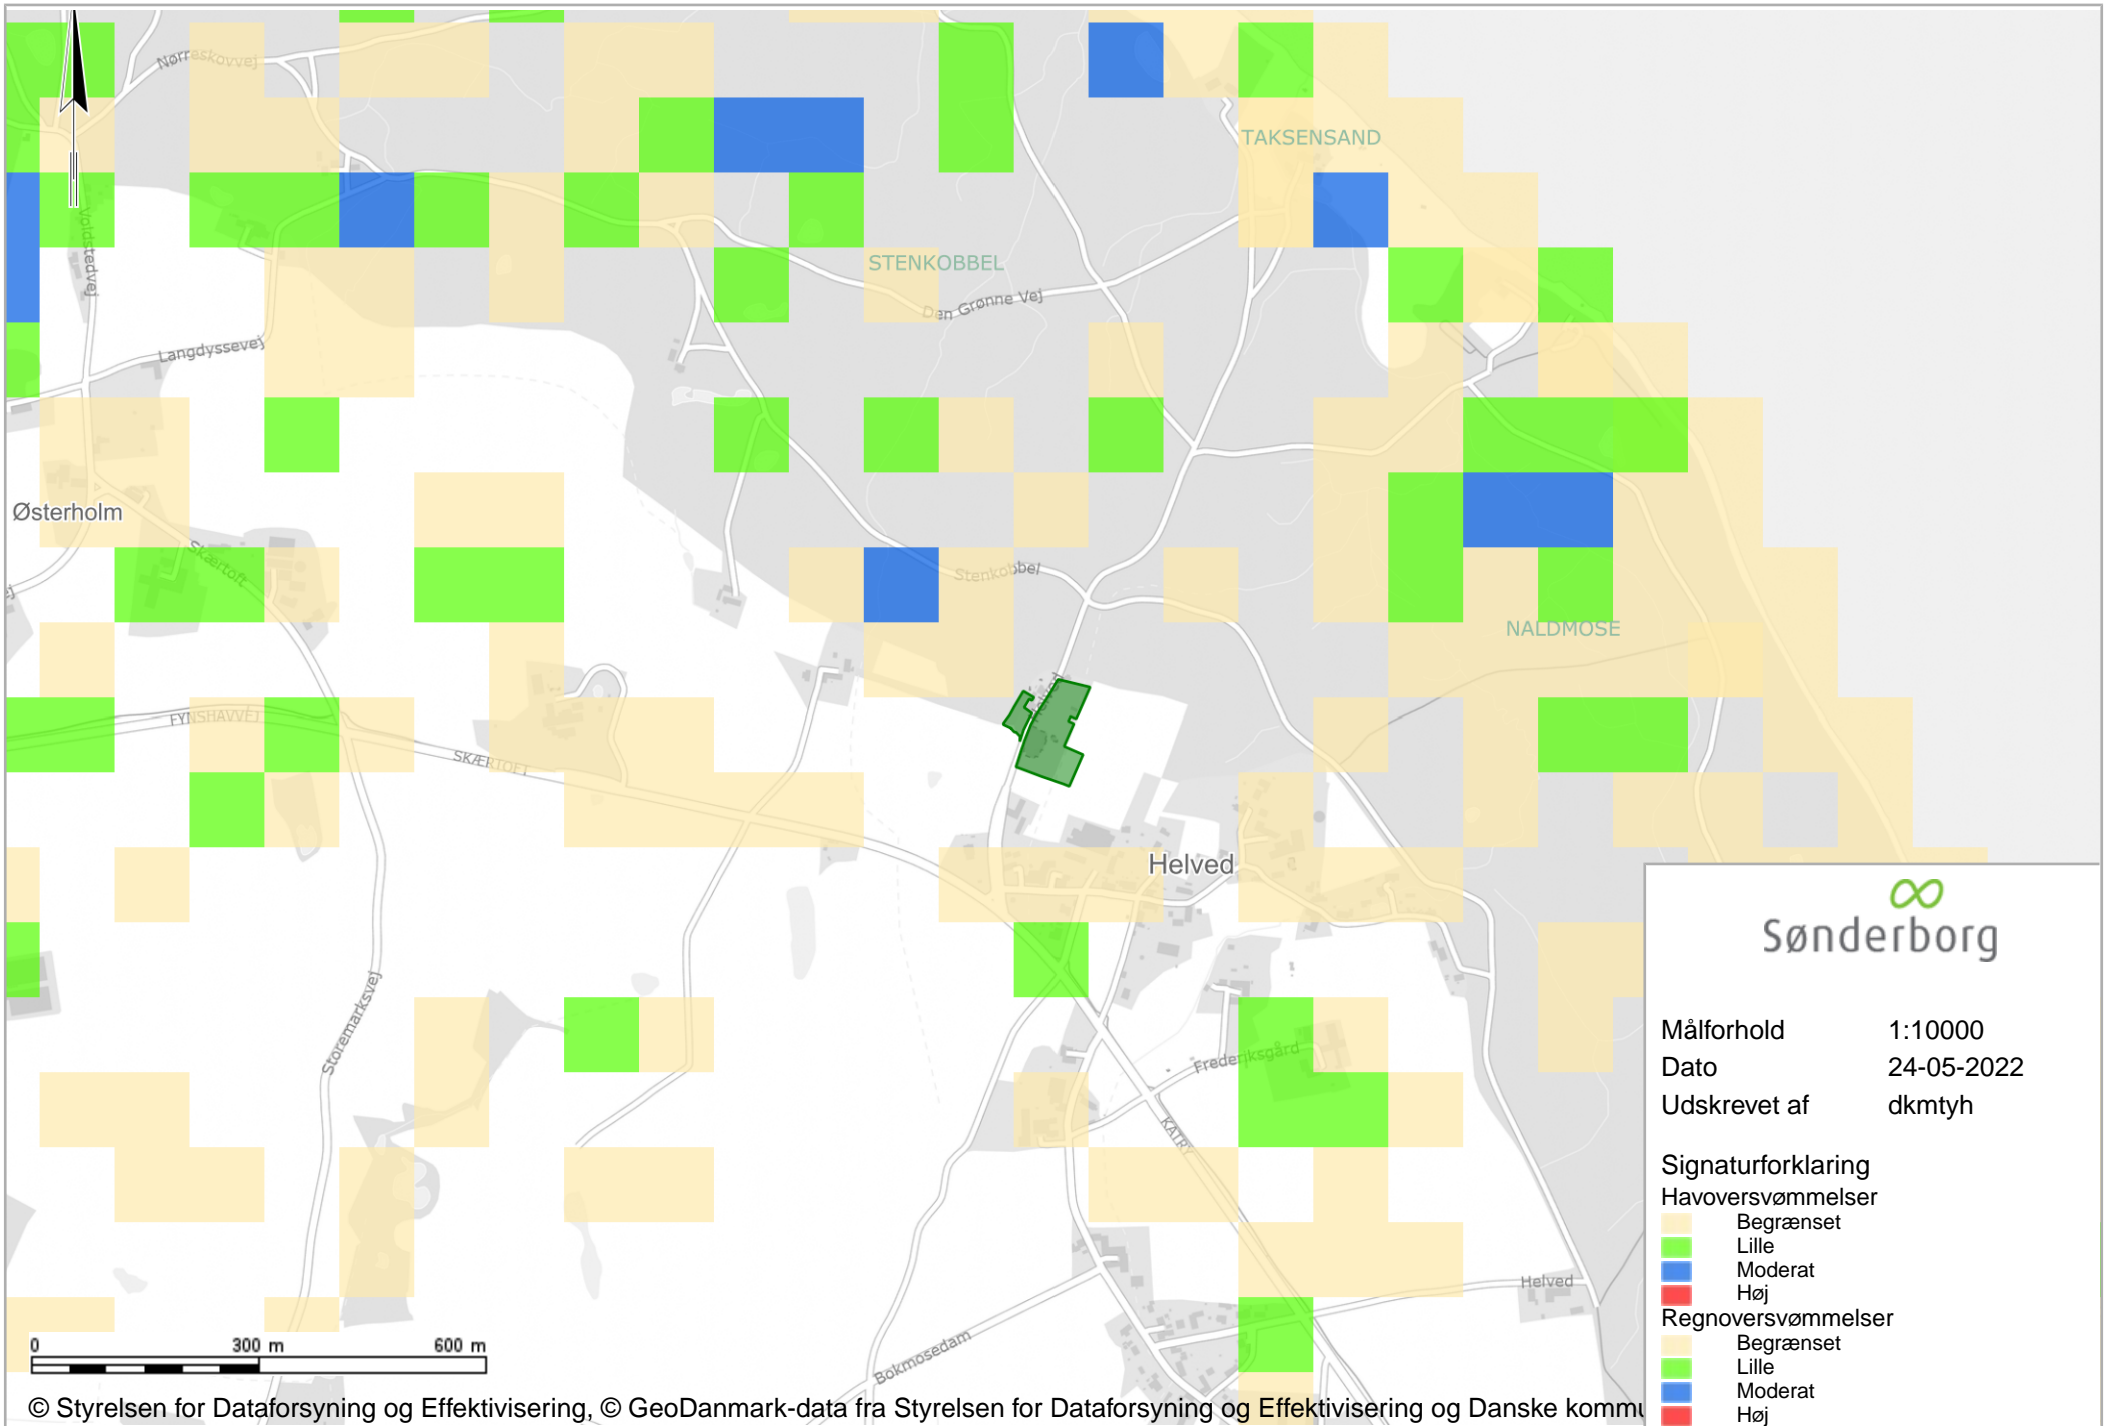 Nørreskovvej
TAKSENSAND
Voldstedvej
STENKOBBEL
Den Grønne Vej
Langdyssevej
Østerholm
Skærtoft
Stenkobbel
NALDMOSE
Helved
FYNSHAVVEJ
SKÆRTOFT
Helved
Sønderborg
Storemarksvej
Målforhold 1:10000
Dato 24-05-2022
Udskrevet af dkmtyh
Frederiksgård
KATRY
Signaturforklaring
Havoversvømmelser
Begrænset
Lille
Moderat
Høj
Helved
Regnoversvømmelser
Begrænset
Lille
Moderat
Høj
0 300 m 600 m
Bokmosedam
© Styrelsen for Dataforsyning og Effektivisering, © GeoDanmark-data fra Styrelsen for Dataforsyning og Effektivisering og Danske kommu